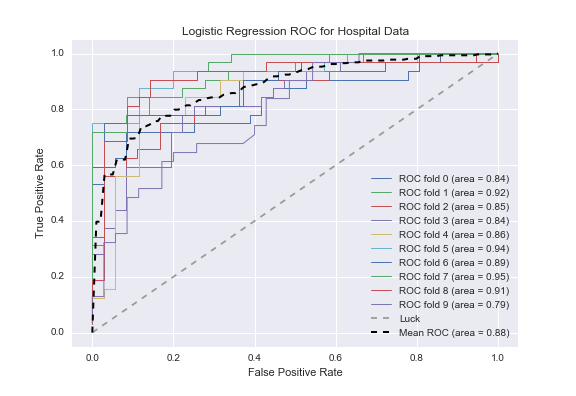 Logistic Regression ROC for Hospital Data
1.0
0.8
0.6
0.4
0.2
0.0
True Positive Rate
ROC fold 0 (area = 0.84)
ROC fold 1 (area = 0.92)
ROC fold 2 (area = 0.85)
ROC fold 3 (area = 0.84)
ROC fold 4 (area = 0.86)
ROC fold 5 (area = 0.94)
ROC fold 6 (area = 0.89)
ROC fold 7 (area = 0.95)
ROC fold 8 (area = 0.91)
ROC fold 9 (area = 0.79)
Luck
Mean ROC (area = 0.88)
0.0 0.2 0.4 0.6 0.8 1.0
False Positive Rate